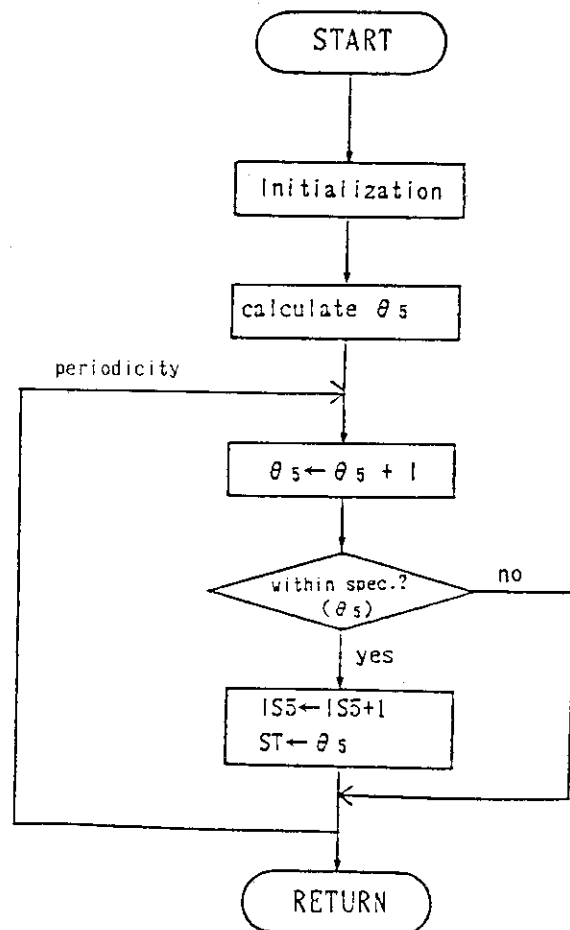 START
Initialization
calculate θ5
periodicity
θ5←θ5 + 1
within spec.?
(θ5)
no
yes
IS5←IS5+1
ST←θ5
RETURN